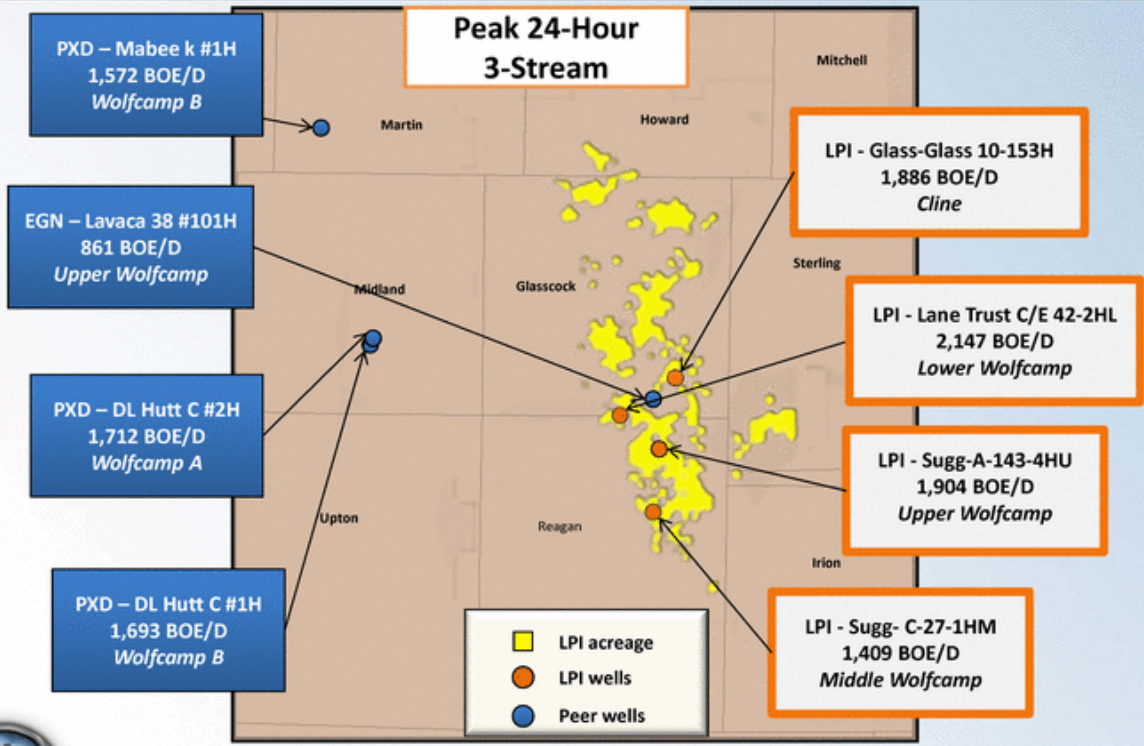 Peak 24-Hour
3-Stream
PXD – Mabee k #1H
1,572 BOE/D
Wolfcamp B
EGN – Lavaca 38 #101H
861 BOE/D
Upper Wolfcamp
PXD – DL Hutt C #2H
1,712 BOE/D
Wolfcamp A
PXD – DL Hutt C #1H
1,693 BOE/D
Wolfcamp B
Martin
Howard
Mitchell
Midland
Glasscock
Sterling
Upton
Reagan
Irion
LPI - Glass-Glass 10-153H
1,886 BOE/D
Cline
LPI - Lane Trust C/E 42-2HL
2,147 BOE/D
Lower Wolfcamp
LPI - Sugg-A-143-4HU
1,904 BOE/D
Upper Wolfcamp
LPI - Sugg- C-27-1HM
1,409 BOE/D
Middle Wolfcamp
LPI acreage
LPI wells
Peer wells